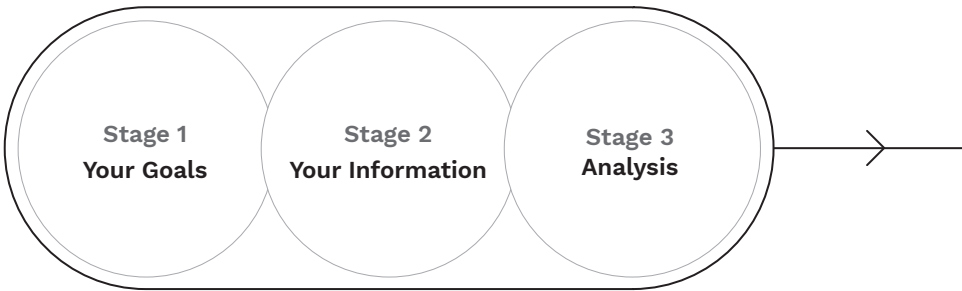 Stage 1
Your Goals
Stage 2
Your Information
Stage 3
Analysis